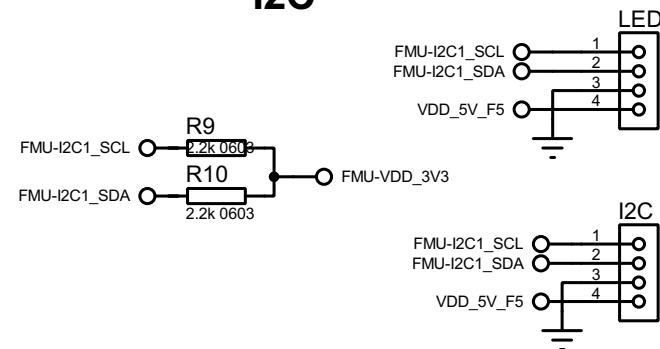 I2C
LED
FMU-I2C1_SCL
1
FMU-I2C1_SDA
2
3
VDD_5V_F5
4
R9
FMU-I2C1_SCL
2.2k 0603
R10
FMU-VDD_3V3
FMU-I2C1_SDA
2.2k 0603
I2C
FMU-I2C1_SCL
1
FMU-I2C1_SDA
2
3
VDD_5V_F5
4